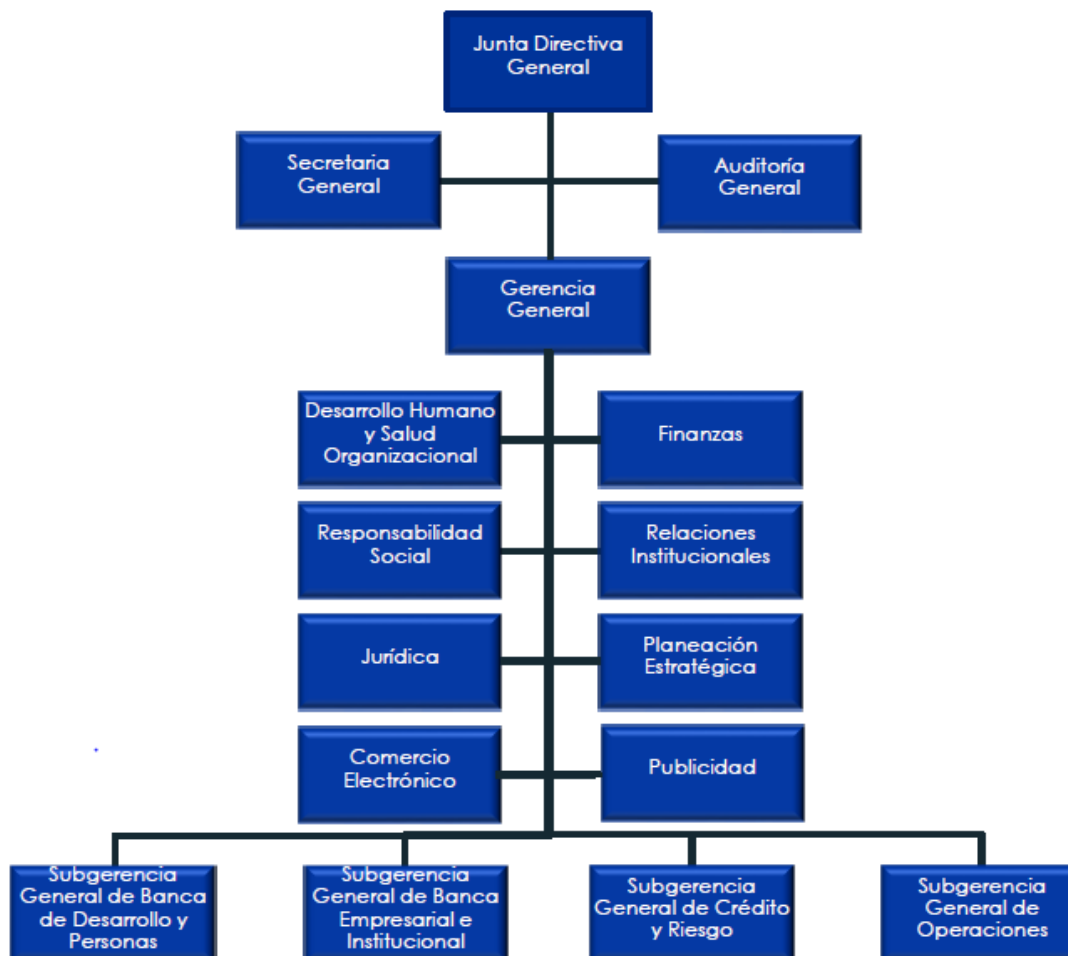 Junta Directiva
General
Secretaria
General
Auditoría
General
Gerencia
General
Desarrollo Humano
y Salud
Organizacional
Finanzas
Responsabilidad
Social
Relaciones
Institucionales
Jurídica
Planeación
Estratégica
Comercio
Electrónico
Publicidad
Subgerencia
General de Banca
de Desarrollo y
Personas
Subgerencia
General de Banca
Empresarial e
Institucional
Subgerencia
General de Crédito
y Riesgo
Subgerencia
General de
Operaciones